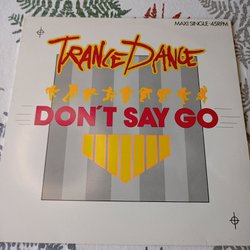 MAXI SINGLE·45RPM
TRANCE DANCE
DON'T SAY GO